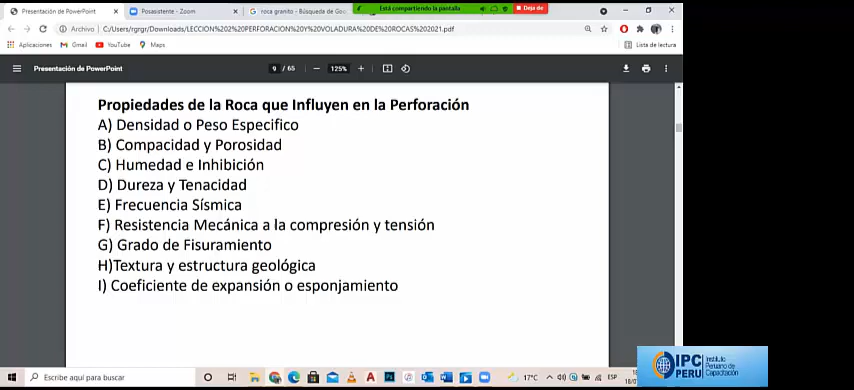 Presentación de PowerPoint
Posasistente - Zoom
roca granito - Búsqueda de Goo
Está compartiendo la pantalla
Deja de
Archivo | C:/Users/rgrgr/Downloads/LECCION%202%20PERFORACION%20Y%20VOLADURA%20DE%20ROCAS%202021.pdf
Aplicaciones
Gmail
YouTube
Maps
Lista de lectura
Presentación de PowerPoint
9 / 65
125%
Propiedades de la Roca que Influyen en la Perforación
A) Densidad o Peso Especifico
B) Compacidad y Porosidad
C) Humedad e Inhibición
D) Dureza y Tenacidad
E) Frecuencia Sísmica
F) Resistencia Mecánica a la compresión y tensión
G) Grado de Fisuramiento
H)Textura y estructura geológica
I) Coeficiente de expansión o esponjamiento
Escribe aquí para buscar
17°C
ESP
IPC
PERU
Instituto
Peruano de
Capacitación